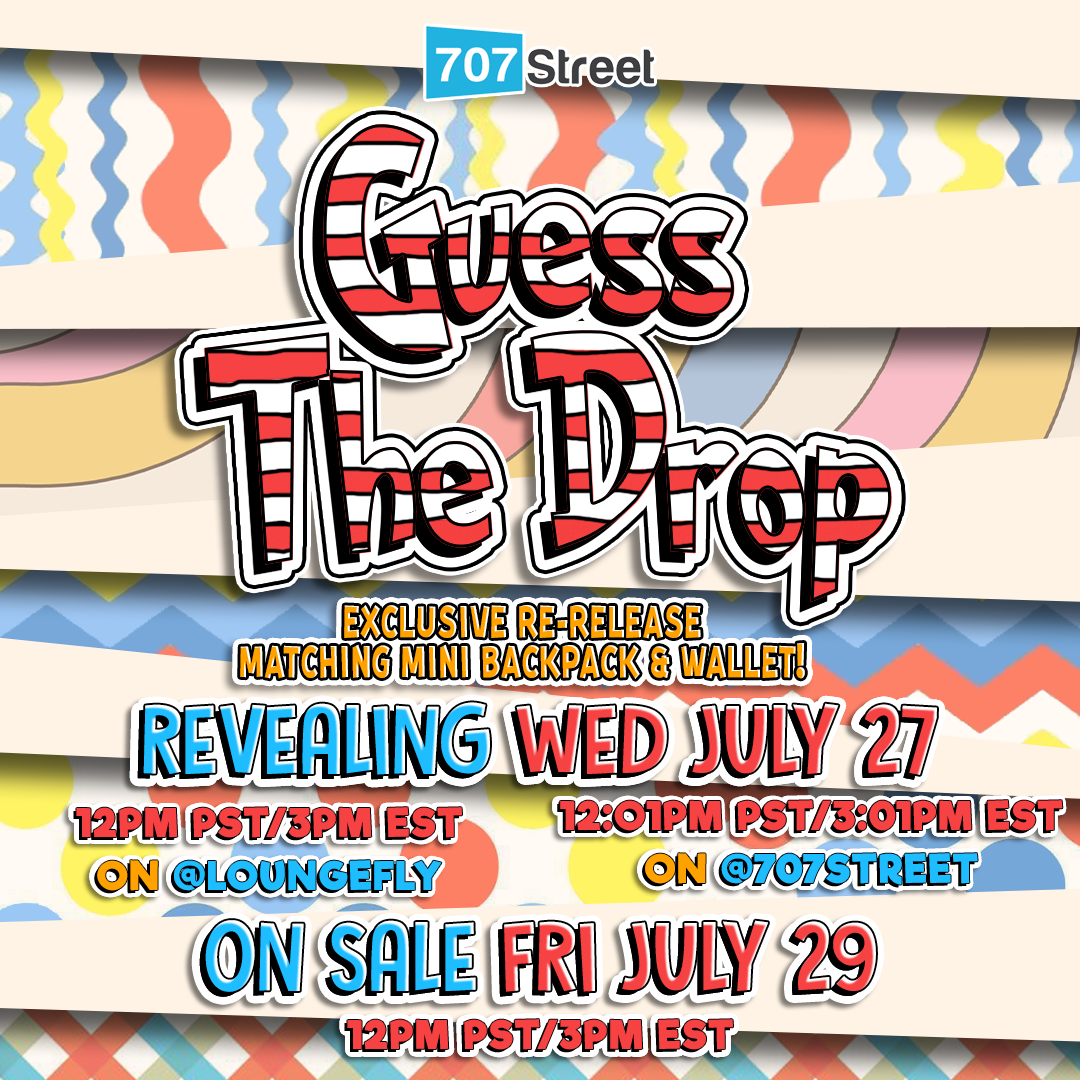 707 Street
Guess
The Drop
EXCLUSIVE RE-RELEASE
MATCHING MINI BACKPACK & WALLET!
REVEALING WED JULY 27
12PM PST/3PM EST
ON @LOUNGEFLY
12:01PM PST/3:01PM EST
ON @707STREET
ON SALE FRI JULY 29
12PM PST/3PM EST